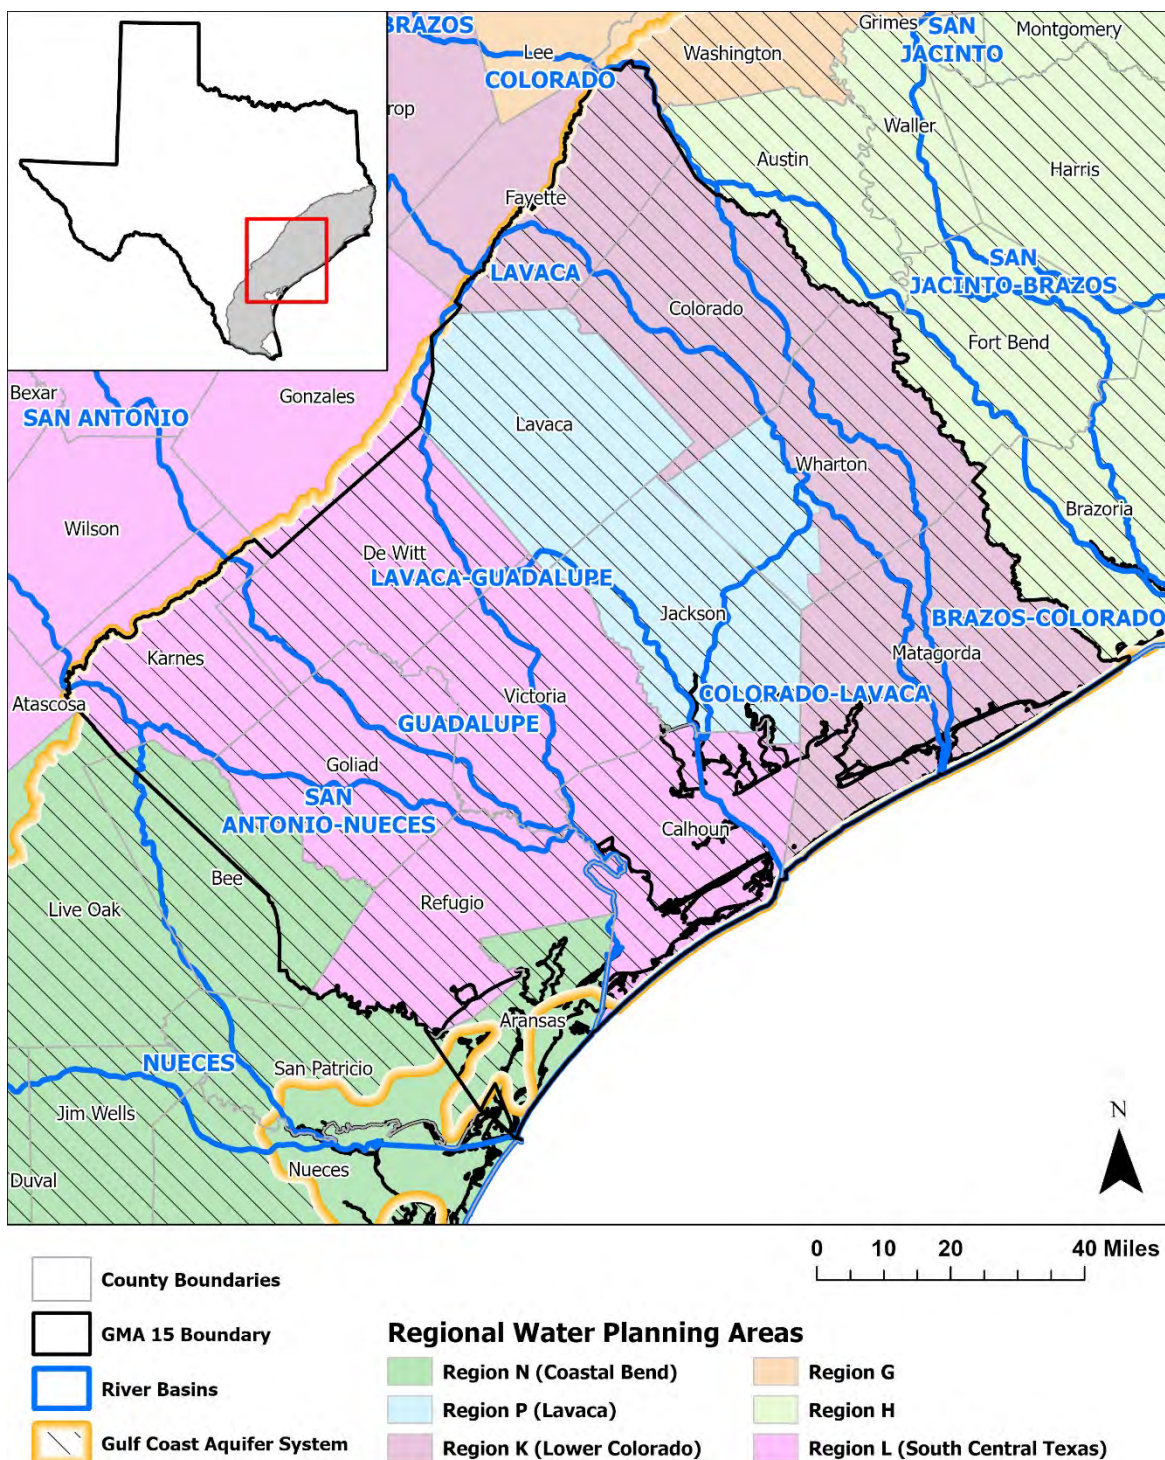 BRAZOS
Lee
COLORADO
Washington
Grimes
SAN
JACINTO
Montgomery
rop
Waller
Austin
Harris
Fayette
LAVACA
SAN
JACINTO-BRAZOS
Colorado
Fort Bend
Bexar
Gonzales
SAN ANTONIO
Lavaca
Wharton
Wilson
Brazoria
De Witt
LAVACA-GUADALUPE
Jackson
BRAZOS-COLORADO
Karnes
Matagorda
Atascosa
Victoria
COLORADO-LAVACA
GUADALUPE
Goliad
SAN
ANTONIO-NUECES
Calhoun
Bee
Live Oak
Refugio
Aransas
NUECES
San Patricio
Jim Wells
Nueces
Duval
N
0 10 20 40 Miles
County Boundaries
GMA 15 Boundary
River Basins
Gulf Coast Aquifer System
Regional Water Planning Areas
Region N (Coastal Bend)
Region P (Lavaca)
Region K (Lower Colorado)
Region G
Region H
Region L (South Central Texas)